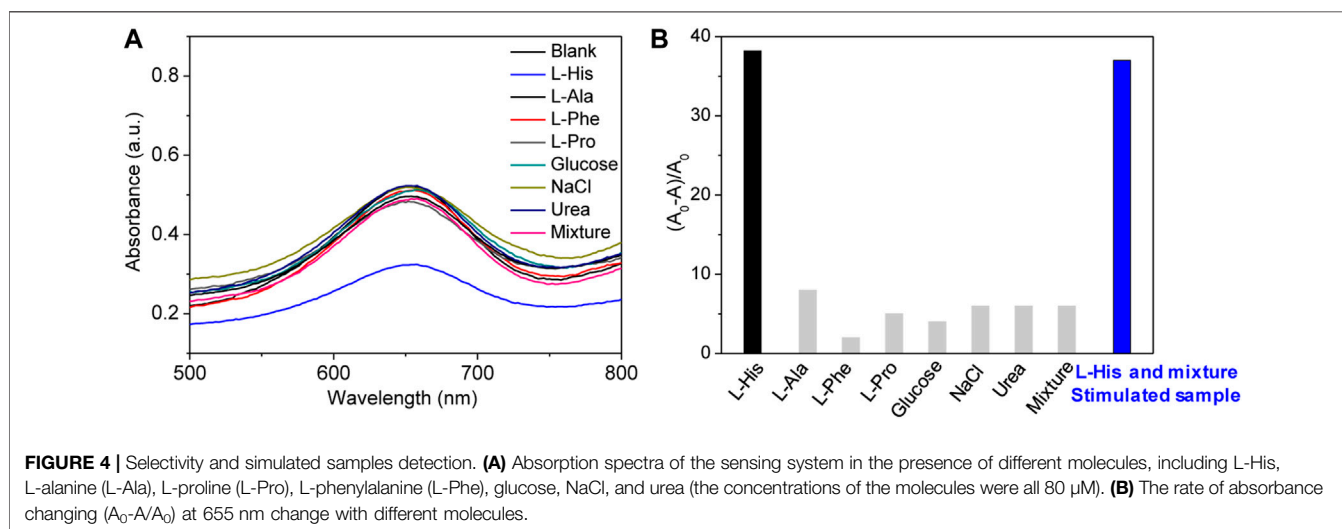 A
Absorbance (a.u.)
0.8
0.6
0.4
0.2
500
600
700
800
Wavelength (nm)
Blank
L-His
L-Ala
L-Phe
L-Pro
Glucose
NaCl
Urea
Mixture
B
(A₀-A)/A₀
40
30
20
10
0
L-His
L-Ala
L-Phe
L-Pro
Glucose
NaCl
Urea
Mixture
L-His and mixture
Stimulated sample
FIGURE 4 | Selectivity and simulated samples detection. (A) Absorption spectra of the sensing system in the presence of different molecules, including L-His,
L-alanine (L-Ala), L-proline (L-Pro), L-phenylalanine (L-Phe), glucose, NaCl, and urea (the concentrations of the molecules were all 80 μM). (B) The rate of absorbance
changing (A₀-A/A₀) at 655 nm change with different molecules.